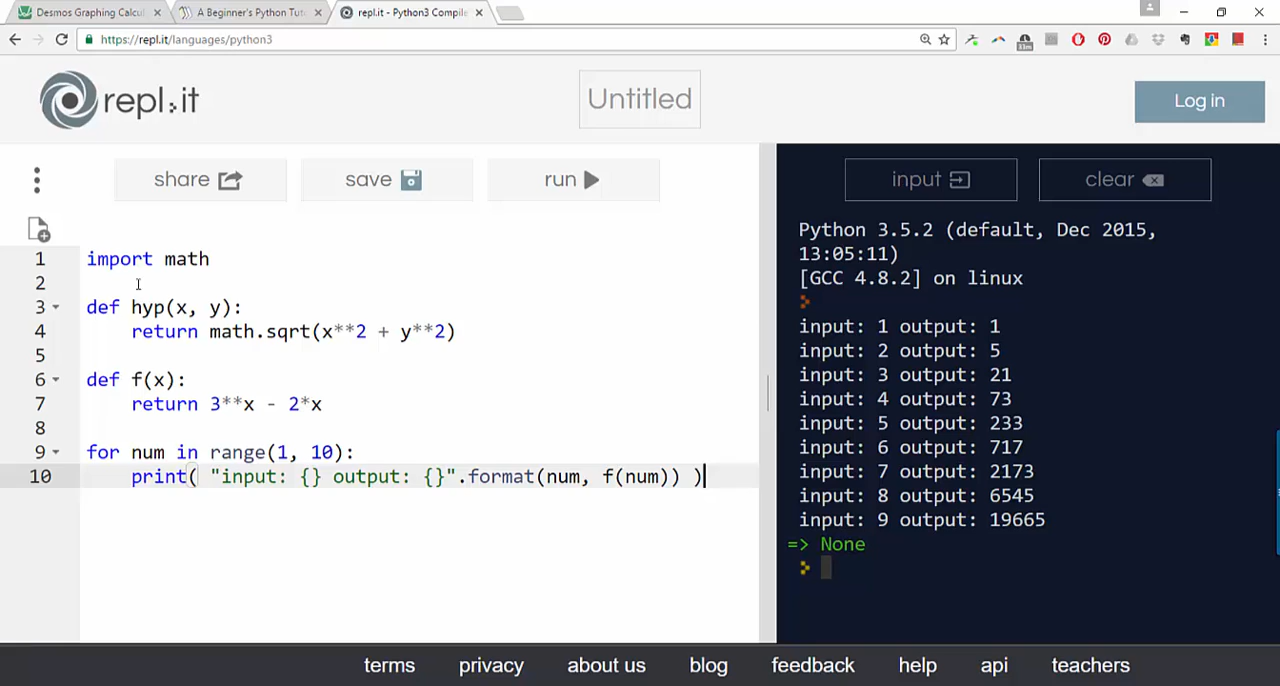 Desmos Graphing Calcul
A Beginner's Python Tut
repl.it - Python3 Compile
https://repl.it/languages/python3
33m
repl.it
Untitled
Log in
share
save
run
input
clear
1 import math
2
3 def hyp(x, y):
4 return math.sqrt(x**2 + y**2)
5
6 def f(x):
7 return 3**x - 2*x
8
9 for num in range(1, 10):
10 print( "input: {} output: {}".format(num, f(num)) )
Python 3.5.2 (default, Dec 2015,
13:05:11)
[GCC 4.8.2] on linux
input: 1 output: 1
input: 2 output: 5
input: 3 output: 21
input: 4 output: 73
input: 5 output: 233
input: 6 output: 717
input: 7 output: 2173
input: 8 output: 6545
input: 9 output: 19665
=> None
terms privacy about us blog feedback help api teachers